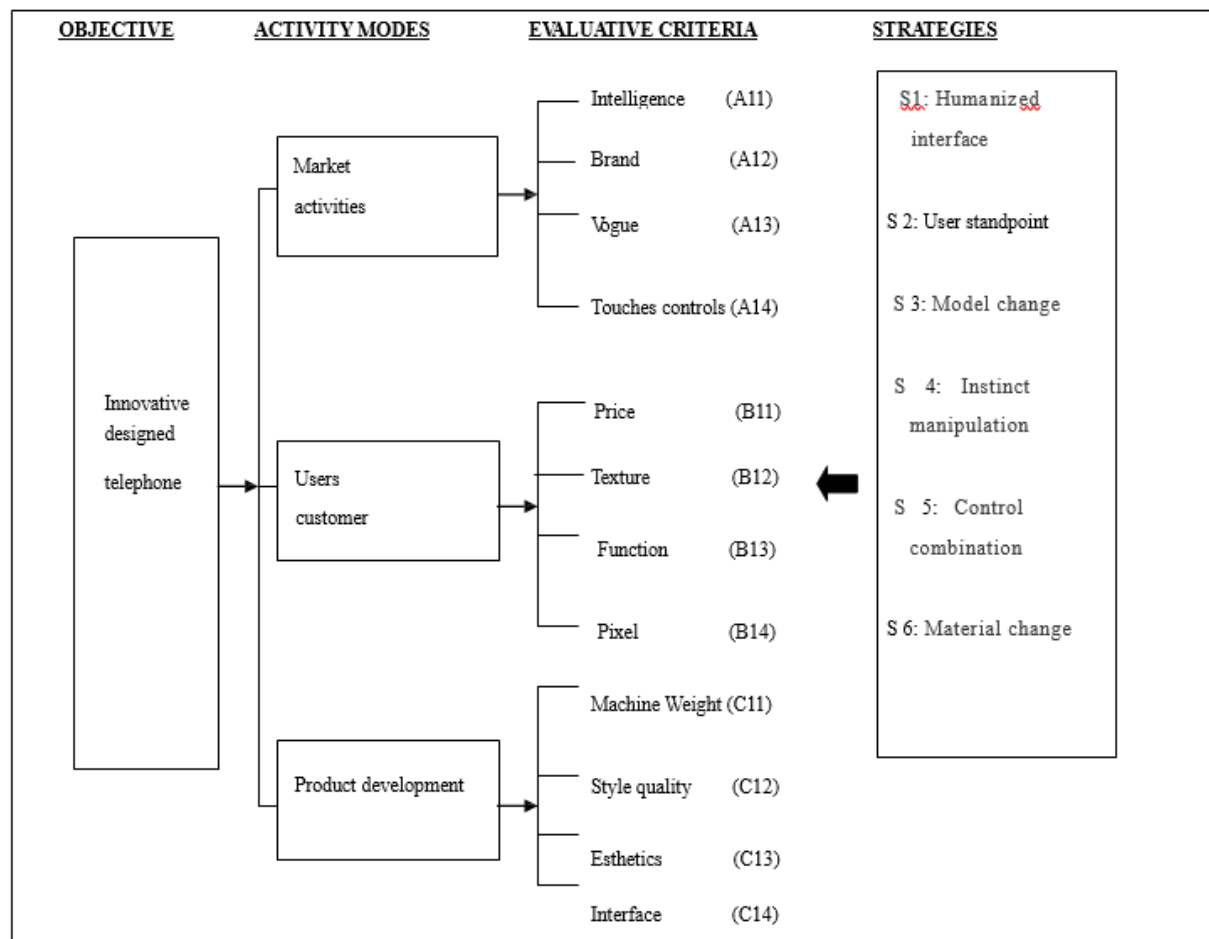 OBJECTIVE
ACTIVITY MODES
EVALUATIVE CRITERIA
STRATEGIES
Innovative
designed
telephone
Market
activities
Users
customer
Product development
Intelligence (A11)
Brand (A12)
Vogue (A13)
Touches controls (A14)
Price (B11)
Texture (B12)
Function (B13)
Pixel (B14)
Machine Weight (C11)
Style quality (C12)
Esthetics (C13)
Interface (C14)
S1: Humanized
interface
S 2: User standpoint
S 3: Model change
S 4: Instinct
manipulation
S 5: Control
combination
S 6: Material change